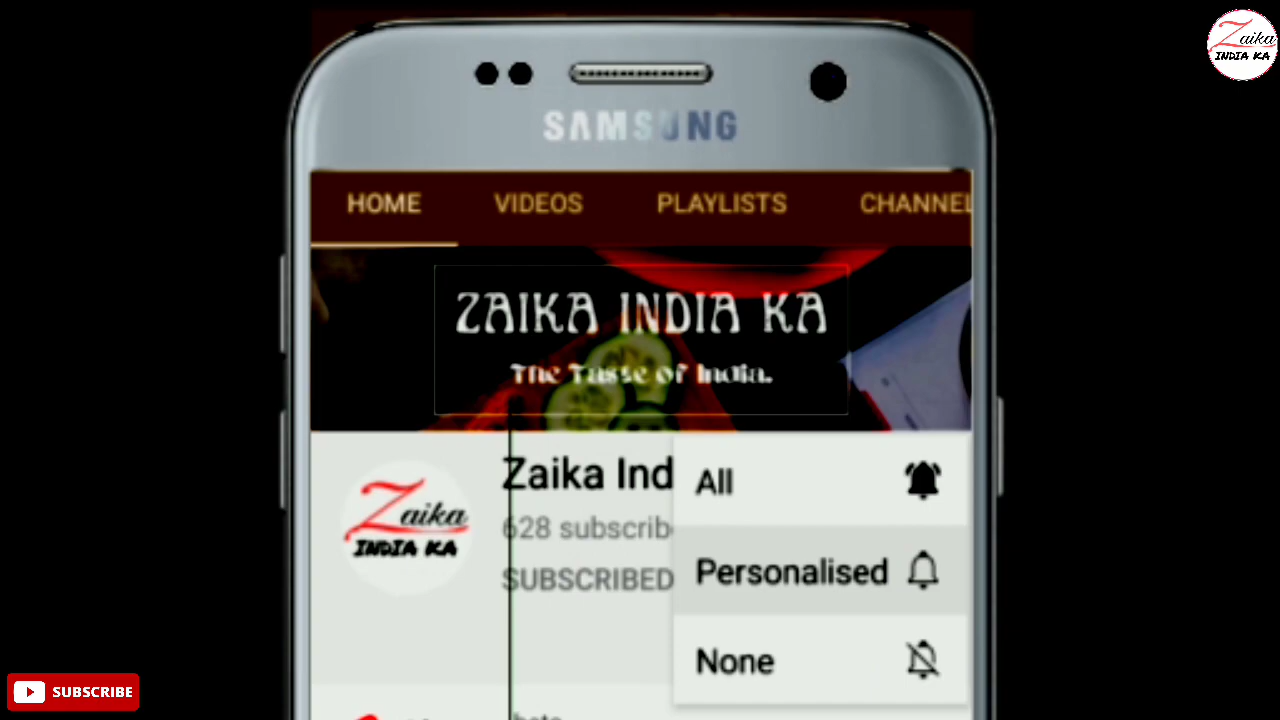 Zaika
INDIA KA
SAMSUNG
HOME VIDEOS PLAYLISTS CHANNEL
ZAIKA INDIA KA
The Taste of India.
Zaika Ind
628 subscrib
SUBSCRIBED
All
Personalised
None
Zaika
INDIA KA
SUBSCRIBE